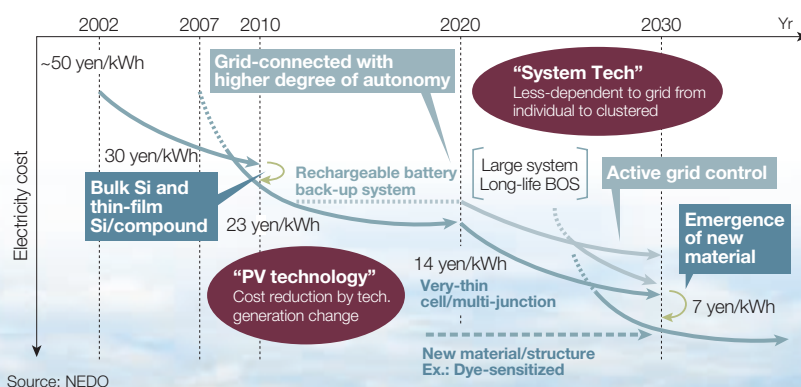 2002
2007
2010
2020
2030
Yr
~50 yen/kWh
Grid-connected with
higher degree of autonomy
“System Tech”
Less-dependent to grid from
individual to clustered
30 yen/kWh
Rechargeable battery
back-up system
Large system
Long-life BOS
Active grid control
Electricity cost
Bulk Si and
thin-film
Si/compound
23 yen/kWh
Emergence
of new
material
“PV technology”
Cost reduction by tech.
generation change
14 yen/kWh
Very-thin
cell/multi-junction
7 yen/kWh
New material/structure
Ex.: Dye-sensitized
Source: NEDO